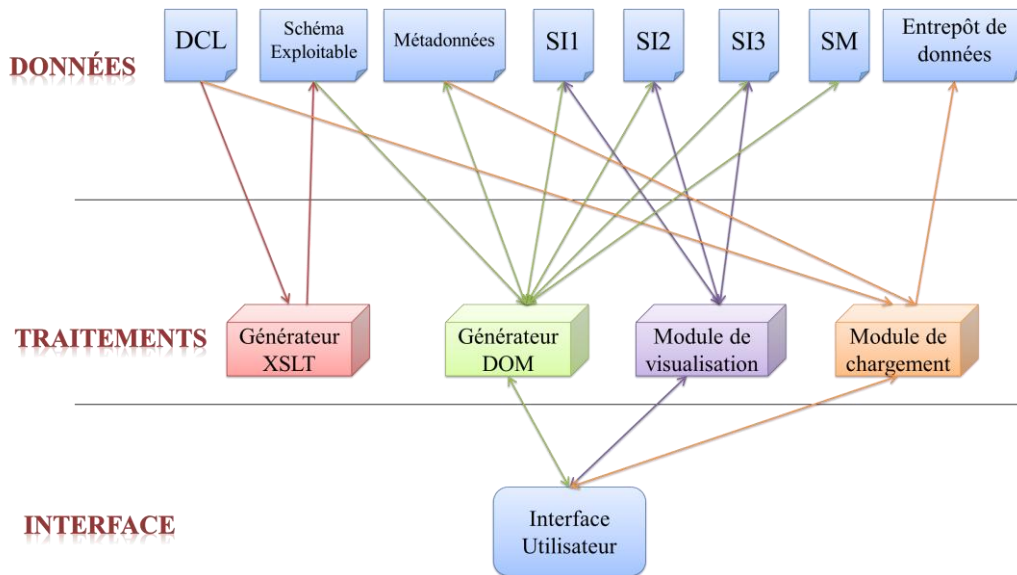 DONNÉES
DCL
Schéma
Exploitable
Métadonnées
SI1
SI2
SI3
SM
Entrepôt de
données
TRAITEMENTS
Générateur
XSLT
Générateur
DOM
Module de
visualisation
Module de
chargement
INTERFACE
Interface
Utilisateur